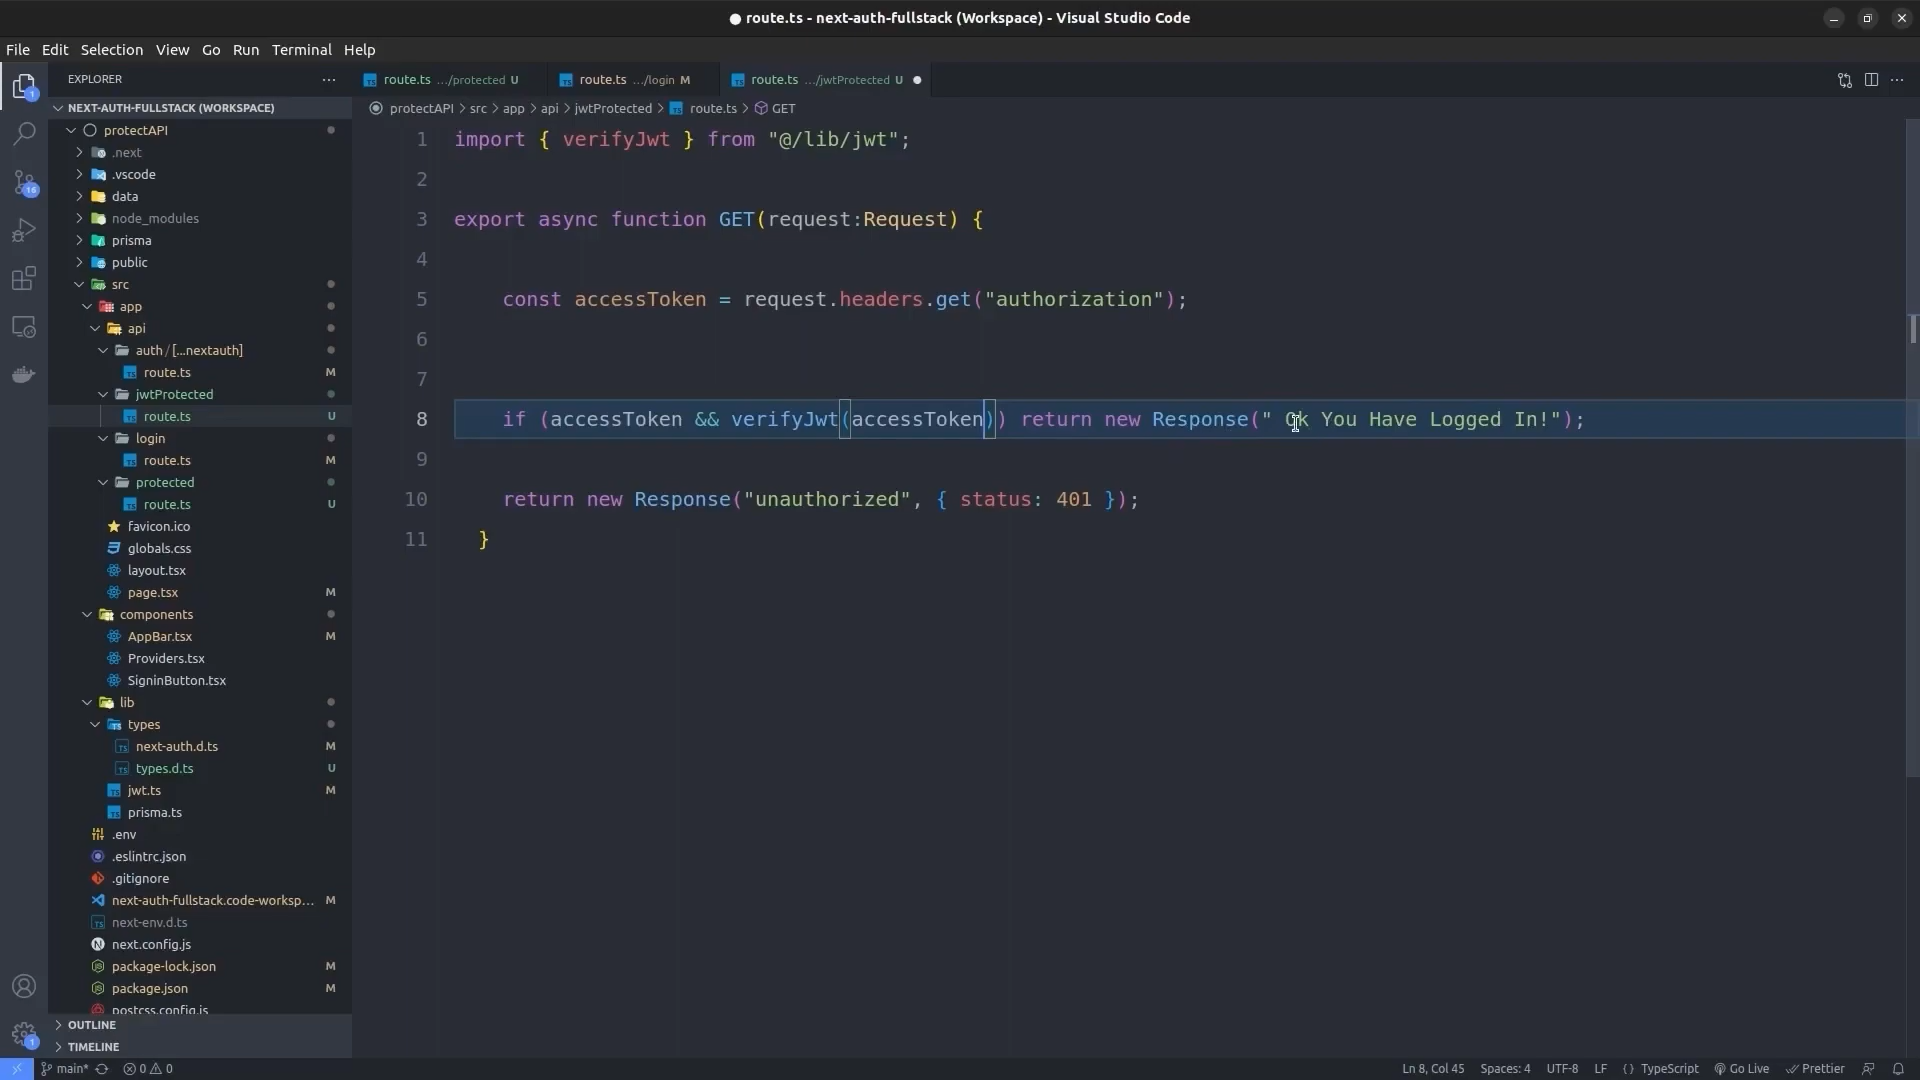 route.ts - next-auth-fullstack (Workspace) - Visual Studio Code
File Edit Selection View Go Run Terminal Help
EXPLORER
route.ts .../protected U
route.ts .../login M
route.ts .../jwtProtected U
NEXT-AUTH-FULLSTACK (WORKSPACE)
protectAPI > src > app > api > jwtProtected > route.ts > GET
protectAPI
.next
.vscode
data
node_modules
prisma
public
src
app
api
auth / [...nextauth]
route.ts M
jwtProtected
route.ts U
login
route.ts M
protected
route.ts U
favicon.ico
globals.css
layout.tsx
page.tsx M
components
AppBar.tsx M
Providers.tsx
SigninButton.tsx
lib
types
next-auth.d.ts M
types.d.ts U
jwt.ts M
prisma.ts
.env
.eslintrc.json
.gitignore
next-auth-fullstack.code-worksp... M
next-env.d.ts
next.config.js
package-lock.json M
package.json M
postcss.config.js
OUTLINE
TIMELINE
1 import { verifyJwt } from "@/lib/jwt";
2
3 export async function GET(request:Request) {
4
5 const accessToken = request.headers.get("authorization");
6
7
8 if (accessToken && verifyJwt(accessToken)) return new Response(" Ok You Have Logged In!");
9
10 return new Response("unauthorized", { status: 401 });
11 }
1
16
1
main* 0 0
Ln 8, Col 45 Spaces: 4 UTF-8 LF { } TypeScript Go Live Prettier